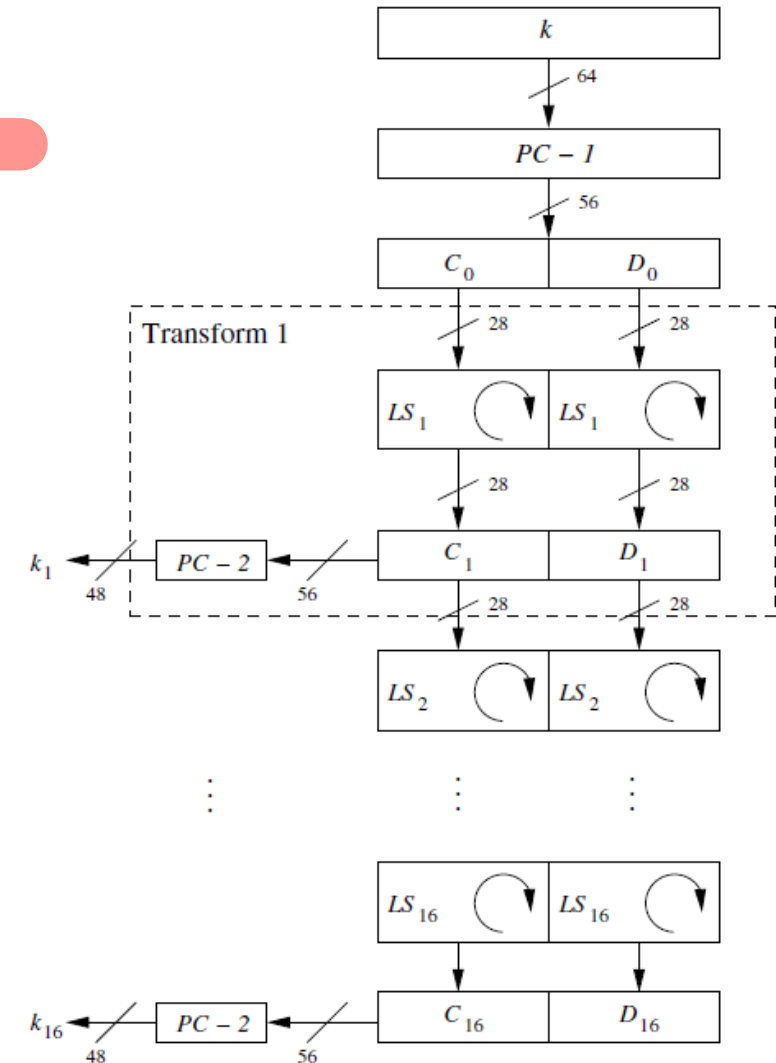 k
64
PC – 1
56
C0 D0
Transform 1
28 28
LS1 LS1
28 28
k1 48 PC – 2 56 C1 D1
28 28
LS2 LS2
⋮ ⋮ ⋮
LS16 LS16
k16 48 PC – 2 56 C16 D16